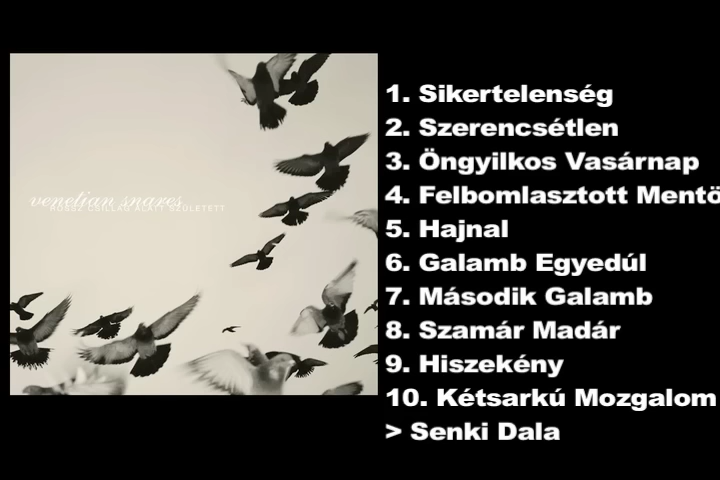 venetian snares
ROSSZ CSILLAG ALATT SZÜLETETT
1. Sikertelenség
2. Szerencsétlen
3. Öngyilkos Vasárnap
4. Felbomlasztott Mentö
5. Hajnal
6. Galamb Egyedúl
7. Második Galamb
8. Szamár Madár
9. Hiszekény
10. Kétsarkú Mozgalom
> Senki Dala